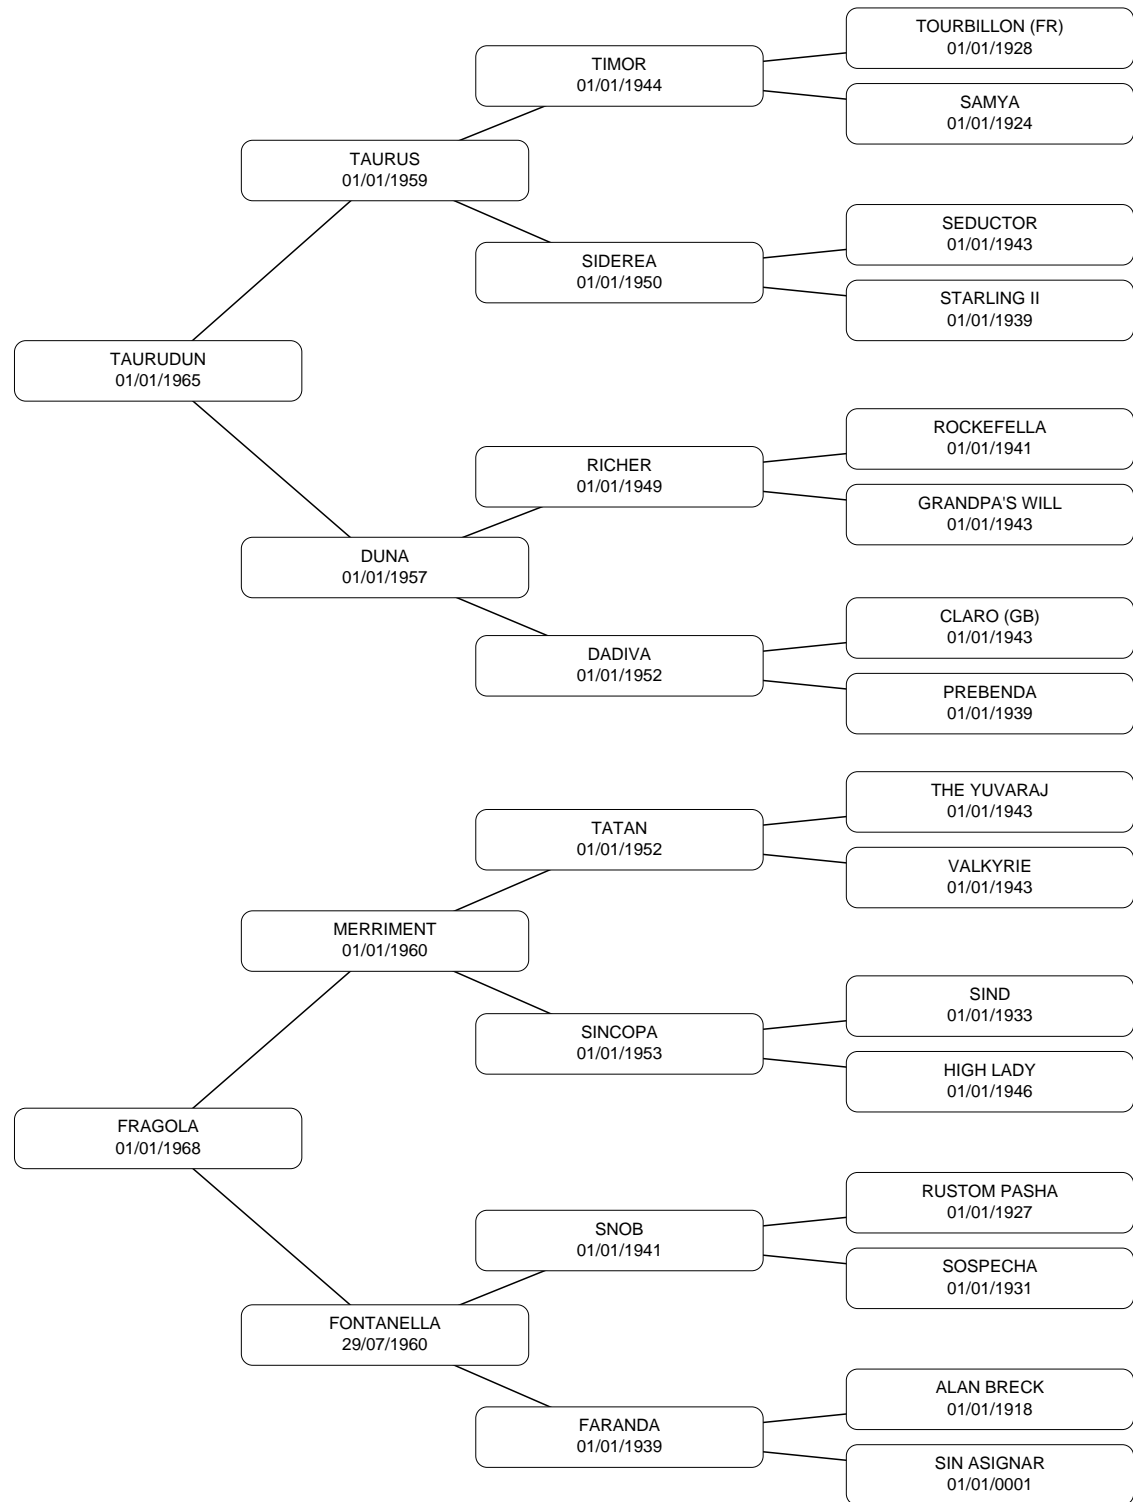 TOURBILLON (FR)
01/01/1928
TIMOR
01/01/1944
SAMYA
01/01/1924
TAURUS
01/01/1959
SEDUCTOR
01/01/1943
SIDEREA
01/01/1950
STARLING II
01/01/1939
TAURUDUN
01/01/1965
ROCKEFELLA
01/01/1941
RICHER
01/01/1949
GRANDPA'S WILL
01/01/1943
DUNA
01/01/1957
CLARO (GB)
01/01/1943
DADIVA
01/01/1952
PREBENDA
01/01/1939
THE YUVARAJ
01/01/1943
TATAN
01/01/1952
VALKYRIE
01/01/1943
MERRIMENT
01/01/1960
SIND
01/01/1933
SINCOPA
01/01/1953
HIGH LADY
01/01/1946
FRAGOLA
01/01/1968
RUSTOM PASHA
01/01/1927
SNOB
01/01/1941
SOSPECHA
01/01/1931
FONTANELLA
29/07/1960
ALAN BRECK
01/01/1918
FARANDA
01/01/1939
SIN ASIGNAR
01/01/0001